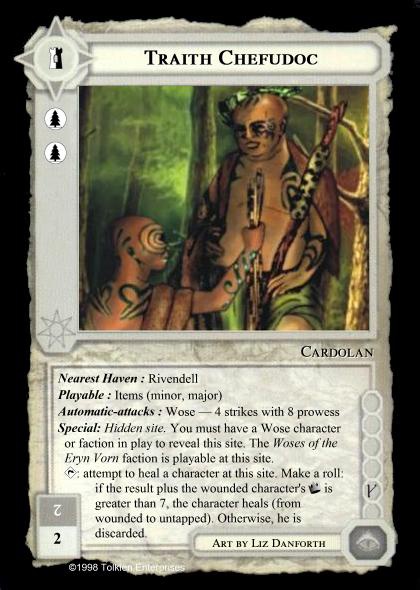 TRAITH CHEFUDOC
CARDOLAN
Nearest Haven : Rivendell
Playable : Items (minor, major)
Automatic-attacks : Wose — 4 strikes with 8 prowess
Special: Hidden site. You must have a Wose character
or faction in play to reveal this site. The Woses of the
Eryn Vorn faction is playable at this site.
: attempt to heal a character at this site. Make a roll:
if the result plus the wounded character's is
greater than 7, the character heals (from
wounded to untapped). Otherwise, he is
discarded.
2
2
ART BY LIZ DANFORTH
©1998 Tolkien Enterprises